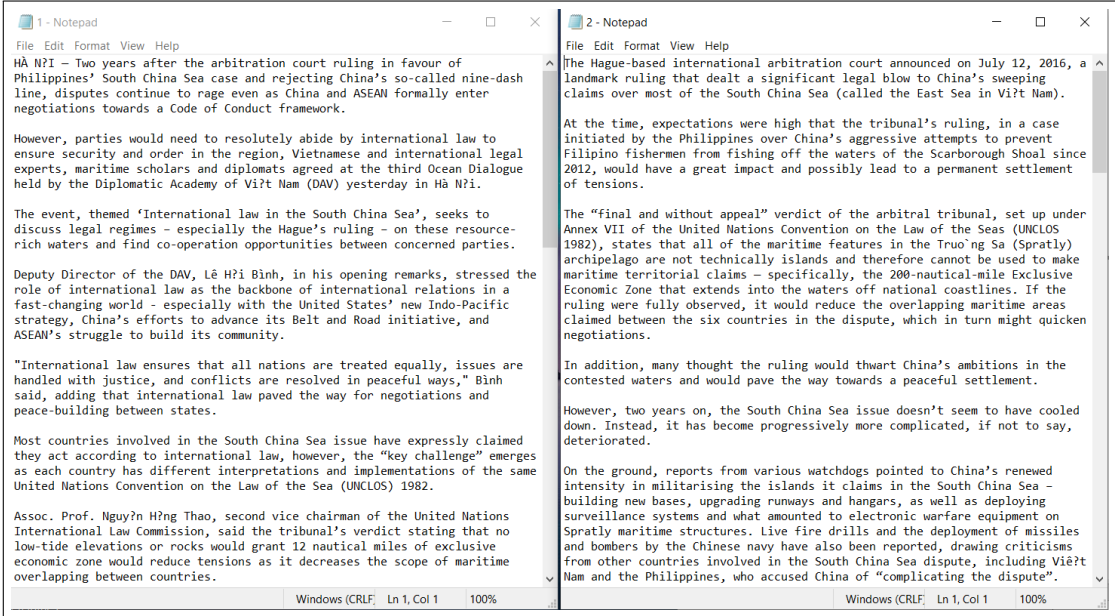 1 - Notepad
File Edit Format View Help
HÀ N?I – Two years after the arbitration court ruling in favour of
Philippines’ South China Sea case and rejecting China’s so-called nine-dash
line, disputes continue to rage even as China and ASEAN formally enter
negotiations towards a Code of Conduct framework.
However, parties would need to resolutely abide by international law to
ensure security and order in the region, Vietnamese and international legal
experts, maritime scholars and diplomats agreed at the third Ocean Dialogue
held by the Diplomatic Academy of Vi?t Nam (DAV) yesterday in Hà N?i.
The event, themed ‘International law in the South China Sea’, seeks to
discuss legal regimes – especially the Hague’s ruling – on these resource-
rich waters and find co-operation opportunities between concerned parties.
Deputy Director of the DAV, Lê H?i Bình, in his opening remarks, stressed the
role of international law as the backbone of international relations in a
fast-changing world - especially with the United States’ new Indo-Pacific
strategy, China’s efforts to advance its Belt and Road initiative, and
ASEAN’s struggle to build its community.
"International law ensures that all nations are treated equally, issues are
handled with justice, and conflicts are resolved in peaceful ways," Bình
said, adding that international law paved the way for negotiations and
peace-building between states.
Most countries involved in the South China Sea issue have expressly claimed
they act according to international law, however, the “key challenge” emerges
as each country has different interpretations and implementations of the same
United Nations Convention on the Law of the Sea (UNCLOS) 1982.
Assoc. Prof. Nguy?n H?ng Thao, second vice chairman of the United Nations
International Law Commission, said the tribunal’s verdict stating that no
low-tide elevations or rocks would grant 12 nautical miles of exclusive
economic zone would reduce tensions as it decreases the scope of maritime
overlapping between countries.
Windows (CRLF) Ln 1, Col 1 100%
2 - Notepad
File Edit Format View Help
The Hague-based international arbitration court announced on July 12, 2016, a
landmark ruling that dealt a significant legal blow to China’s sweeping
claims over most of the South China Sea (called the East Sea in Vi?t Nam).
At the time, expectations were high that the tribunal’s ruling, in a case
initiated by the Philippines over China’s aggressive attempts to prevent
Filipino fishermen from fishing off the waters of the Scarborough Shoal since
2012, would have a great impact and possibly lead to a permanent settlement
of tensions.
The “final and without appeal” verdict of the arbitral tribunal, set up under
Annex VII of the United Nations Convention on the Law of the Seas (UNCLOS
1982), states that all of the maritime features in the Truo`ng Sa (Spratly)
archipelago are not technically islands and therefore cannot be used to make
maritime territorial claims – specifically, the 200-nautical-mile Exclusive
Economic Zone that extends into the waters off national coastlines. If the
ruling were fully observed, it would reduce the overlapping maritime areas
claimed between the six countries in the dispute, which in turn might quicken
negotiations.
In addition, many thought the ruling would thwart China’s ambitions in the
contested waters and would pave the way towards a peaceful settlement.
However, two years on, the South China Sea issue doesn’t seem to have cooled
down. Instead, it has become progressively more complicated, if not to say,
deteriorated.
On the ground, reports from various watchdogs pointed to China’s renewed
intensity in militarising the islands it claims in the South China Sea –
building new bases, upgrading runways and hangars, as well as deploying
surveillance systems and what amounted to electronic warfare equipment on
Spratly maritime structures. Live fire drills and the deployment of missiles
and bombers by the Chinese navy have also been reported, drawing criticisms
from other countries involved in the South China Sea dispute, including Viê?t
Nam and the Philippines, who accused China of “complicating the dispute”.
Windows (CRLF) Ln 1, Col 1 100%